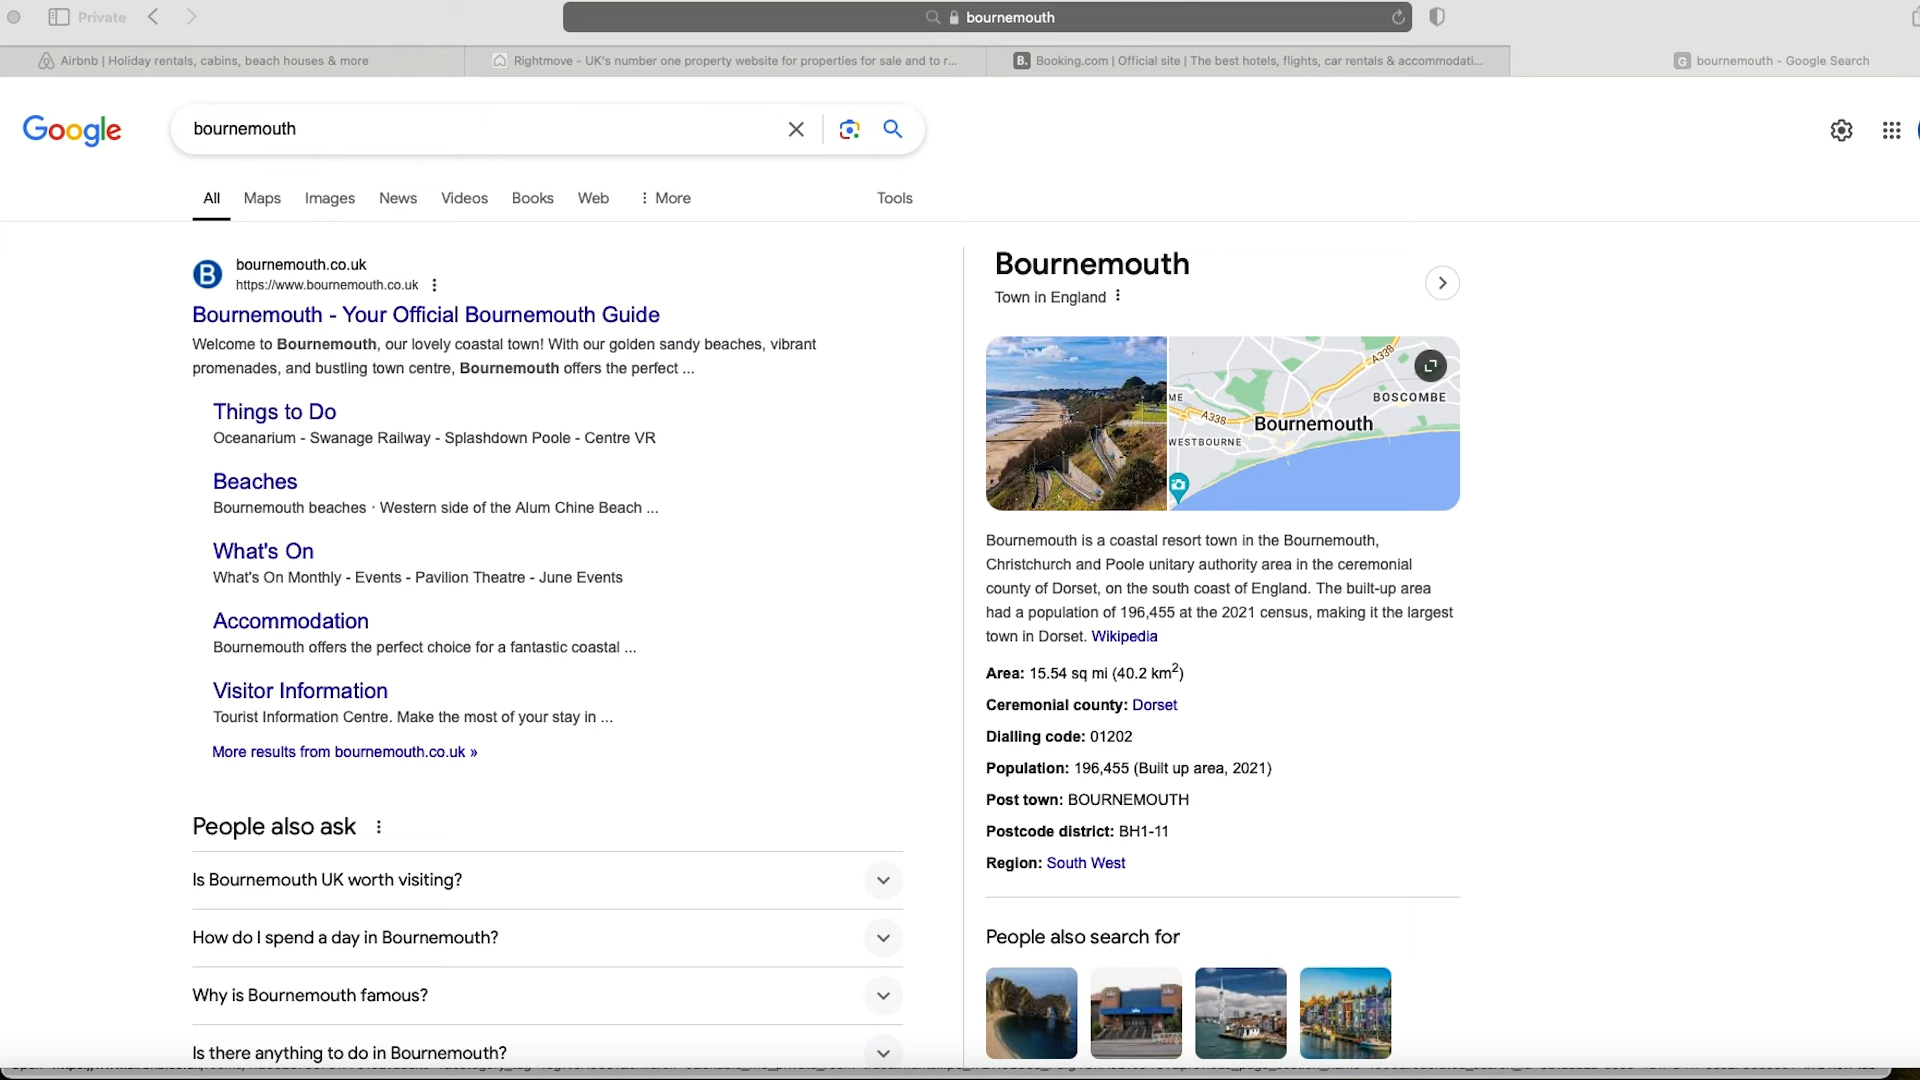 Private
bournemouth
Airbnb | Holiday rentals, cabins, beach houses & more
Rightmove - UK's number one property website for properties for sale and to r...
B. Booking.com | Official site | The best hotels, flights, car rentals & accommodati...
G bournemouth - Google Search
Google
bournemouth
All Maps Images News Videos Books Web More Tools
B
bournemouth.co.uk
https://www.bournemouth.co.uk
Bournemouth - Your Official Bournemouth Guide
Welcome to Bournemouth, our lovely coastal town! With our golden sandy beaches, vibrant
promenades, and bustling town centre, Bournemouth offers the perfect ...
Things to Do
Oceanarium - Swanage Railway - Splashdown Poole - Centre VR
Beaches
Bournemouth beaches · Western side of the Alum Chine Beach ...
What's On
What's On Monthly - Events - Pavilion Theatre - June Events
Accommodation
Bournemouth offers the perfect choice for a fantastic coastal ...
Visitor Information
Tourist Information Centre. Make the most of your stay in ...
More results from bournemouth.co.uk »
People also ask
Is Bournemouth UK worth visiting?
How do I spend a day in Bournemouth?
Why is Bournemouth famous?
Is there anything to do in Bournemouth?
Bournemouth
Town in England
A338
ME
BOSCOMBE
A338
Bournemouth
WESTBOURNE
Bournemouth is a coastal resort town in the Bournemouth,
Christchurch and Poole unitary authority area in the ceremonial
county of Dorset, on the south coast of England. The built-up area
had a population of 196,455 at the 2021 census, making it the largest
town in Dorset. Wikipedia
Area: 15.54 sq mi (40.2 km²)
Ceremonial county: Dorset
Dialling code: 01202
Population: 196,455 (Built up area, 2021)
Post town: BOURNEMOUTH
Postcode district: BH1-11
Region: South West
People also search for